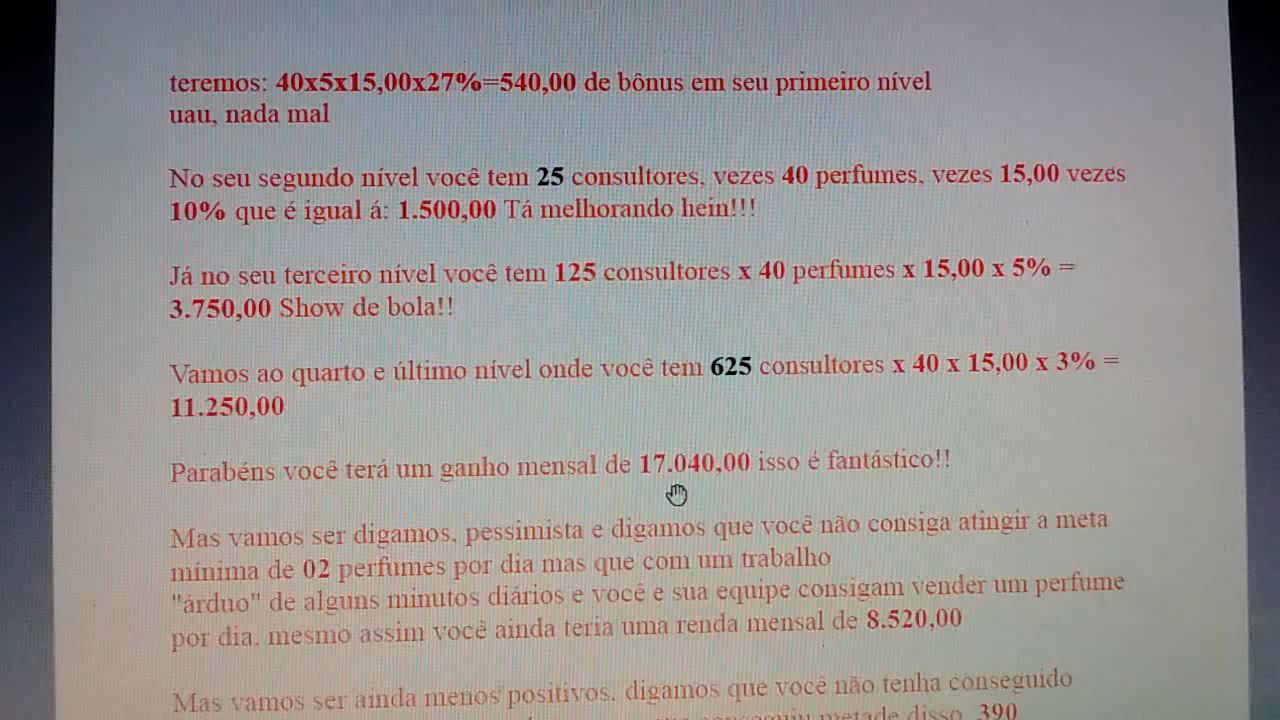 teremos: 40x5x15,00x27%=540,00 de bônus em seu primeiro nível
uau, nada mal
No seu segundo nível você tem 25 consultores, vezes 40 perfumes, vezes 15,00 vezes
10% que é igual á: 1.500,00 Tá melhorando hein!!!
Já no seu terceiro nível você tem 125 consultores x 40 perfumes x 15,00 x 5% =
3.750,00 Show de bola!!
Vamos ao quarto e último nível onde você tem 625 consultores x 40 x 15,00 x 3% =
11.250,00
Parabéns você terá um ganho mensal de 17.040,00 isso é fantástico!!
Mas vamos ser digamos, pessimista e digamos que você não consiga atingir a meta
mínima de 02 perfumes por dia mas que com um trabalho
"árduo" de alguns minutos diários e você e sua equipe consigam vender um perfume
por dia, mesmo assim você ainda teria uma renda mensal de 8.520,00
Mas vamos ser ainda menos positivos, digamos que você não tenha conseguido
metade disso, 390